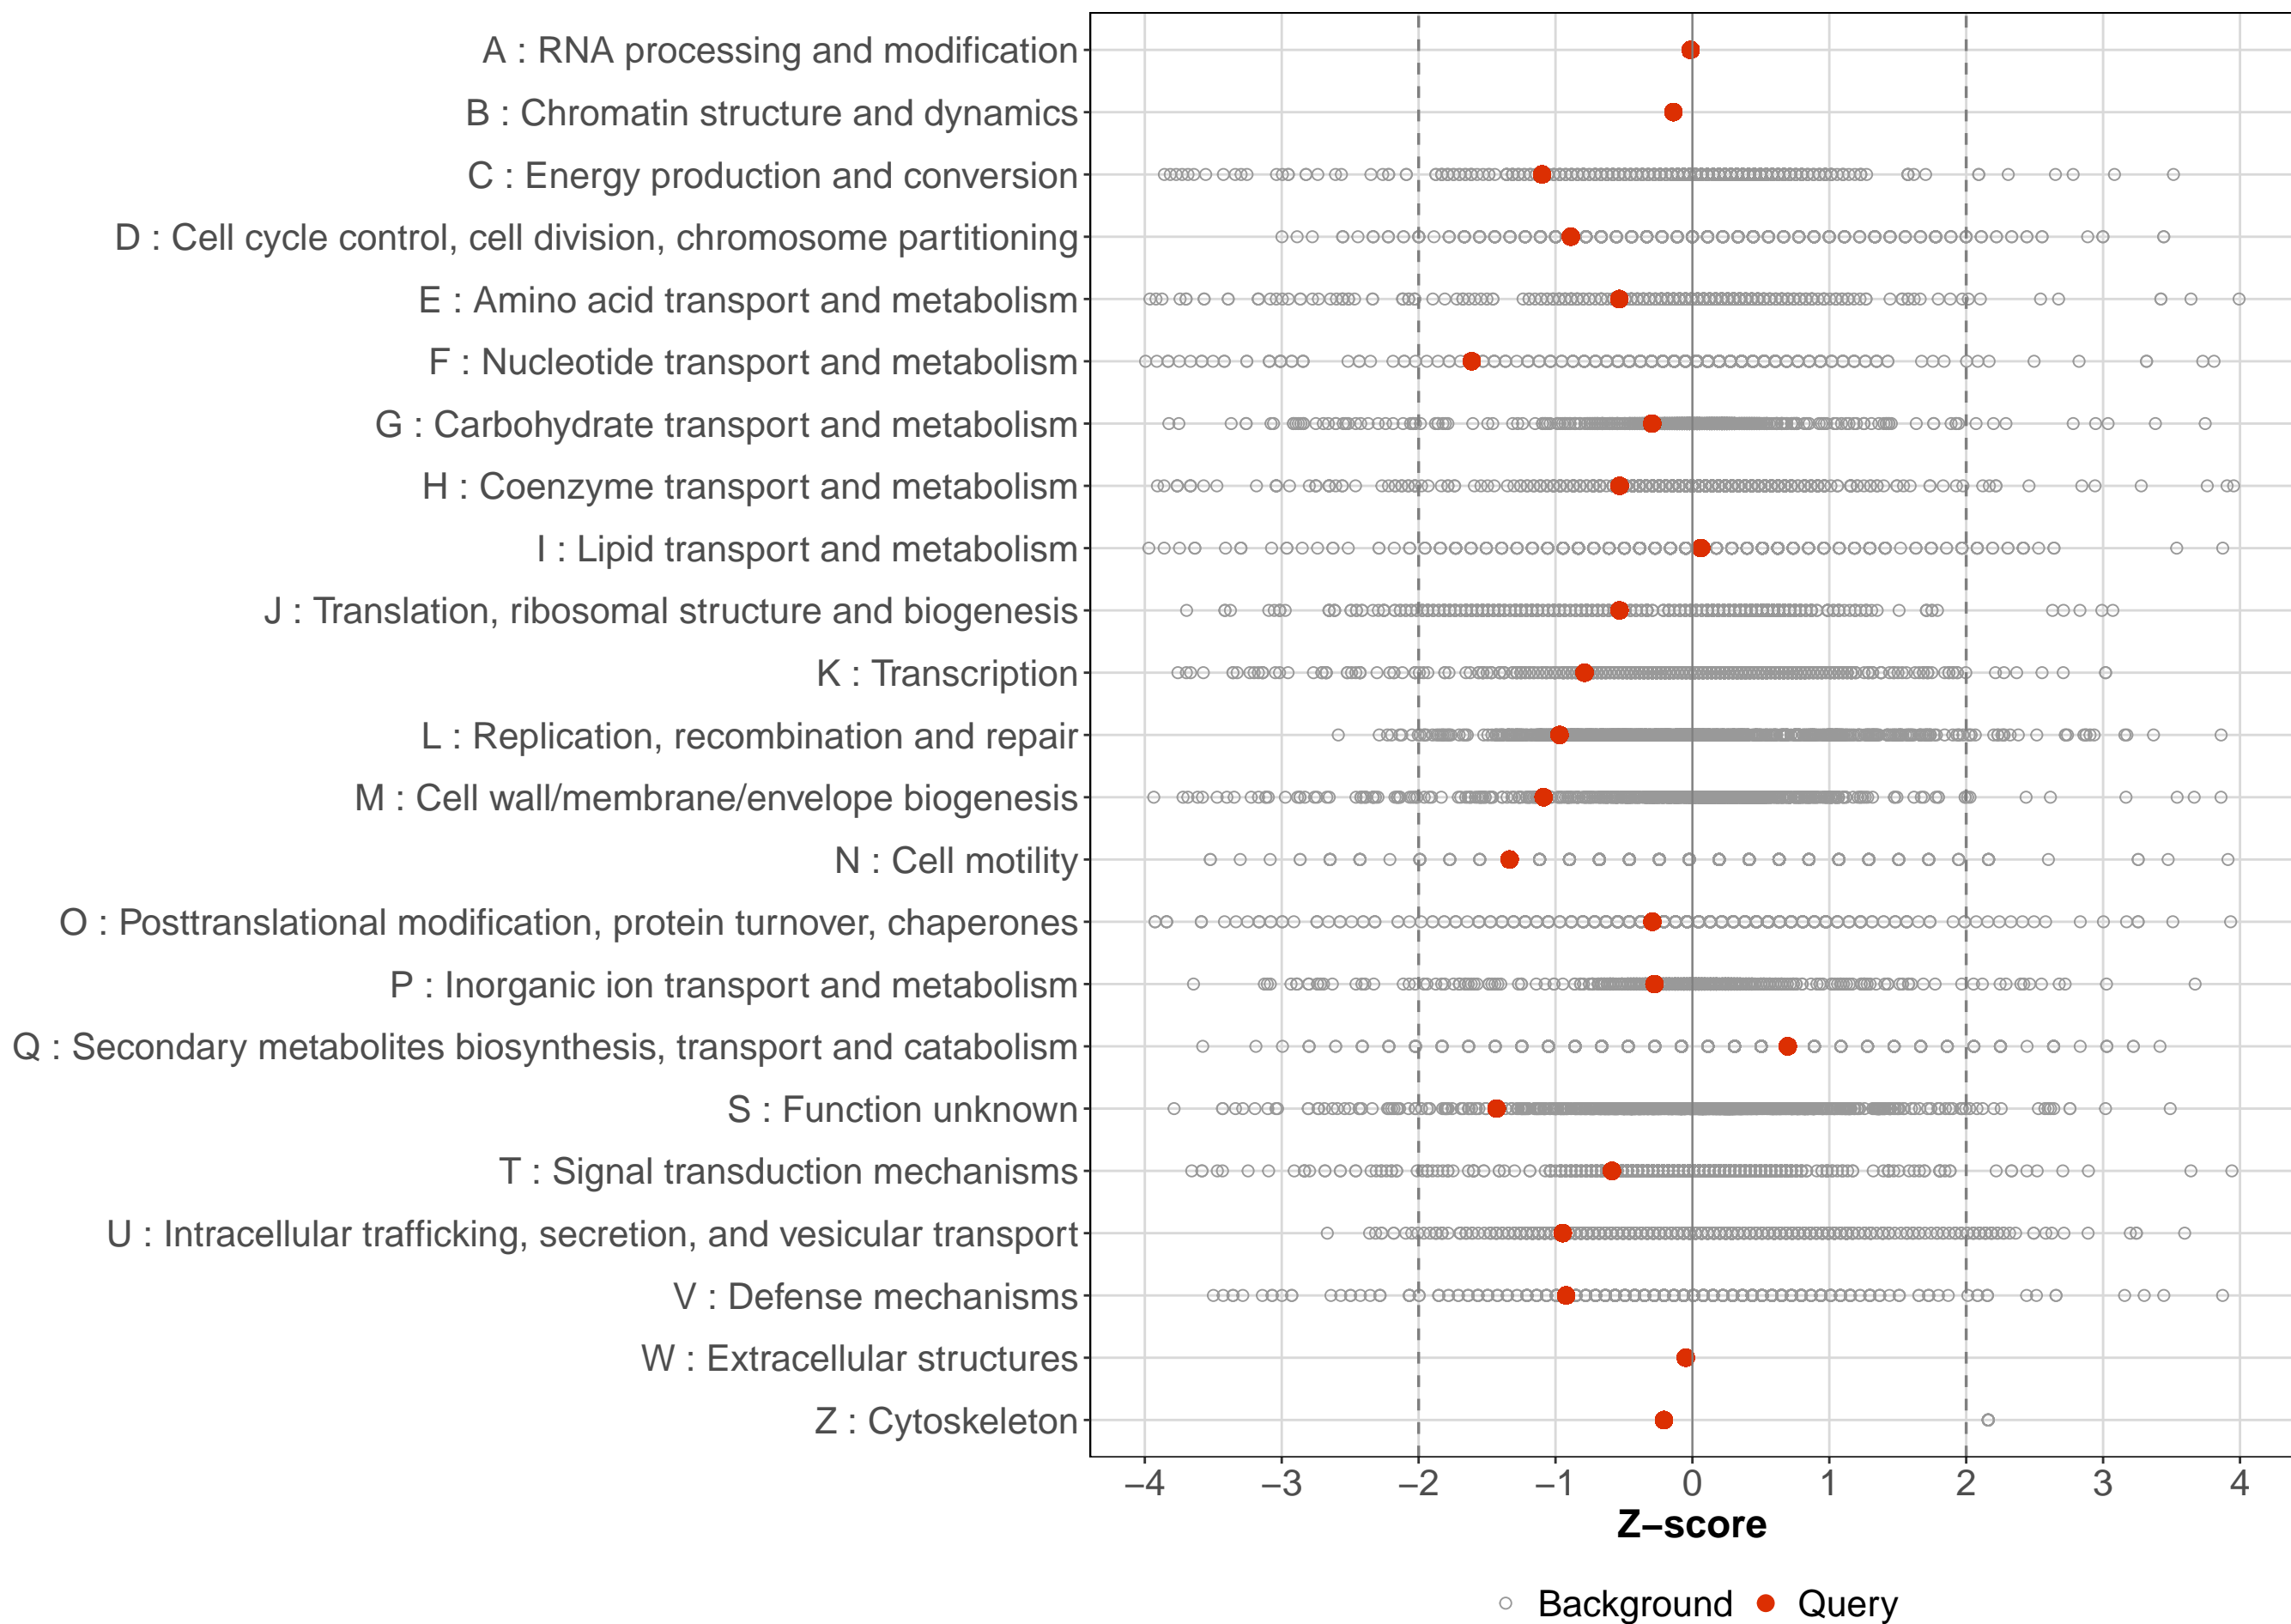 A : RNA processing and modification
B : Chromatin structure and dynamics
C : Energy production and conversion
D : Cell cycle control, cell division, chromosome partitioning
E : Amino acid transport and metabolism
F : Nucleotide transport and metabolism
G : Carbohydrate transport and metabolism
H : Coenzyme transport and metabolism
I : Lipid transport and metabolism
J : Translation, ribosomal structure and biogenesis
K : Transcription
L : Replication, recombination and repair
M : Cell wall/membrane/envelope biogenesis
N : Cell motility
O : Posttranslational modification, protein turnover, chaperones
P : Inorganic ion transport and metabolism
Q : Secondary metabolites biosynthesis, transport and catabolism
S : Function unknown
T : Signal transduction mechanisms
U : Intracellular trafficking, secretion, and vesicular transport
V : Defense mechanisms
W : Extracellular structures
Z : Cytoskeleton
−4 −3 −2 −1 0 1 2 3 4
Z−score
Background Query